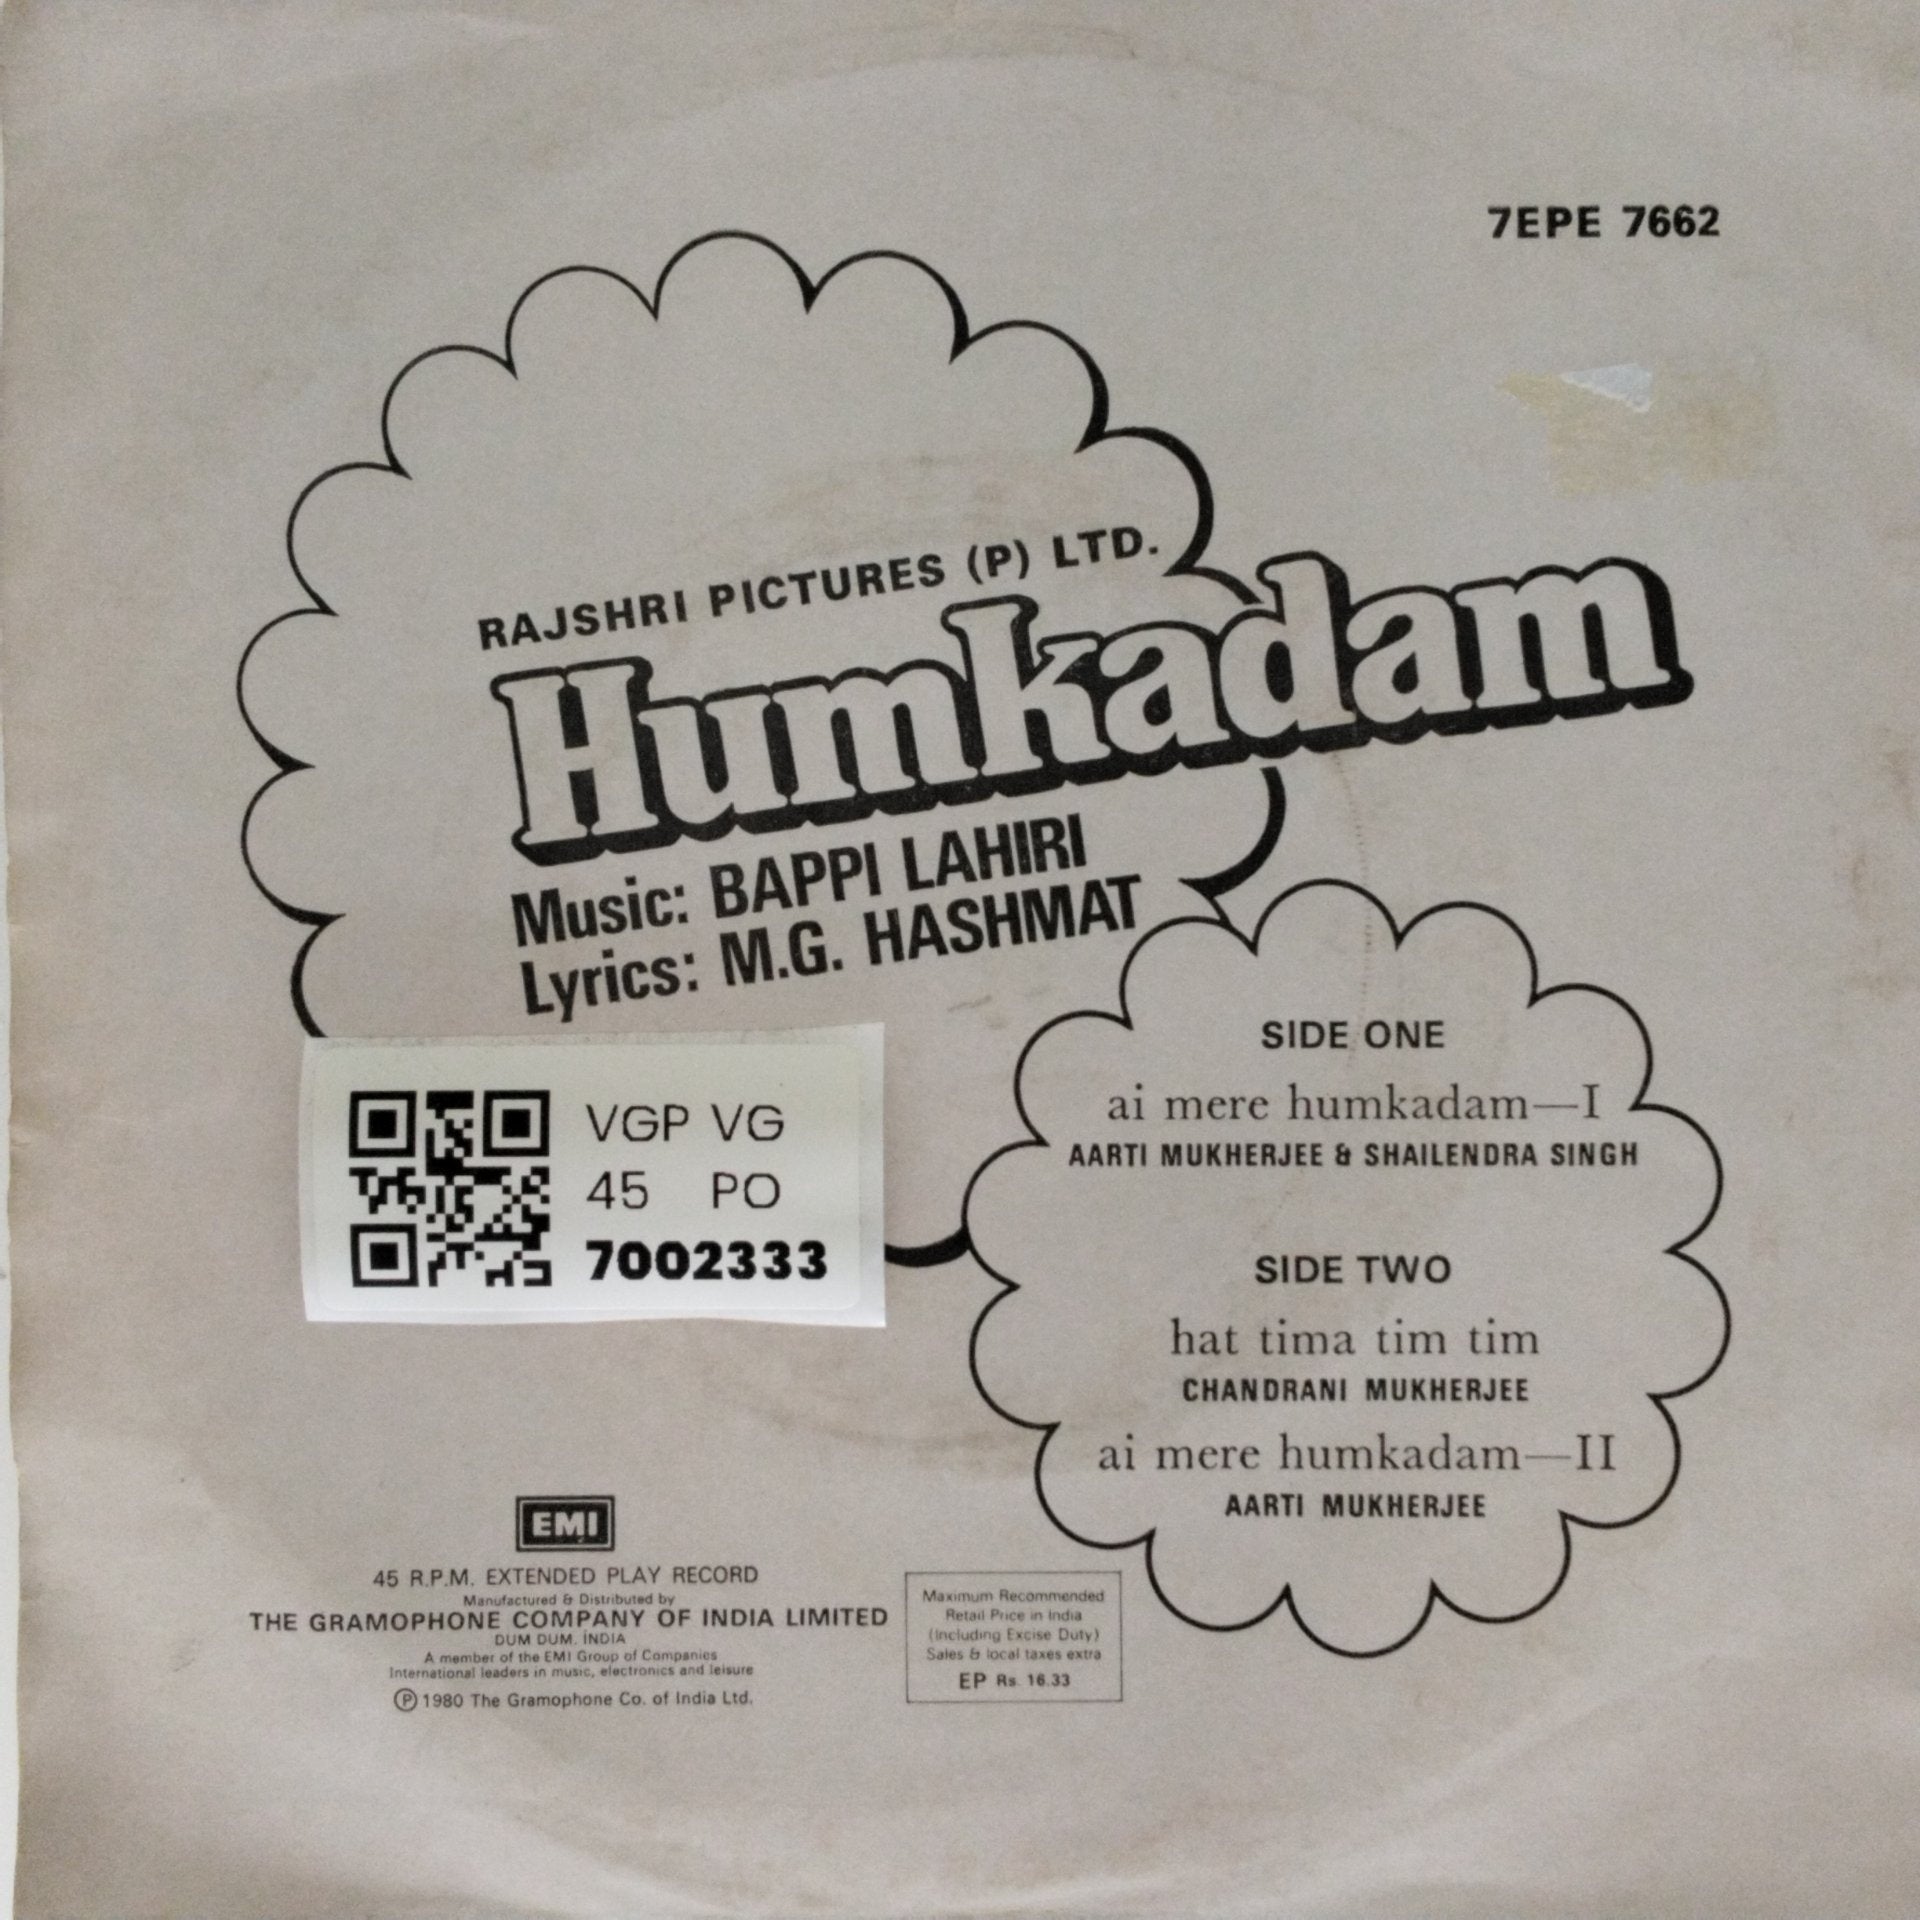 7EPE 7662
RAJSHRI PICTURES (P) LTD.
Humkadam
Music: BAPPI LAHIRI
Lyrics: M.G. HASHMAT
VGP VG
45 PO
7002333
SIDE ONE
ai mere humkadam—I
AARTI MUKHERJEE & SHAILENDRA SINGH
SIDE TWO
hat tima tim tim
CHANDRANI MUKHERJEE
ai mere humkadam—II
AARTI MUKHERJEE
EMI
45 R.P.M. EXTENDED PLAY RECORD
Manufactured & Distributed by
THE GRAMOPHONE COMPANY OF INDIA LIMITED
DUM DUM. INDIA
A member of the EMI Group of Companies
International leaders in music, electronics and leisure
Ⓟ 1980 The Gramophone Co. of India Ltd.
Maximum Recommended
Retail Price in India
(Including Excise Duty)
Sales & local taxes extra
EP Rs. 16.33